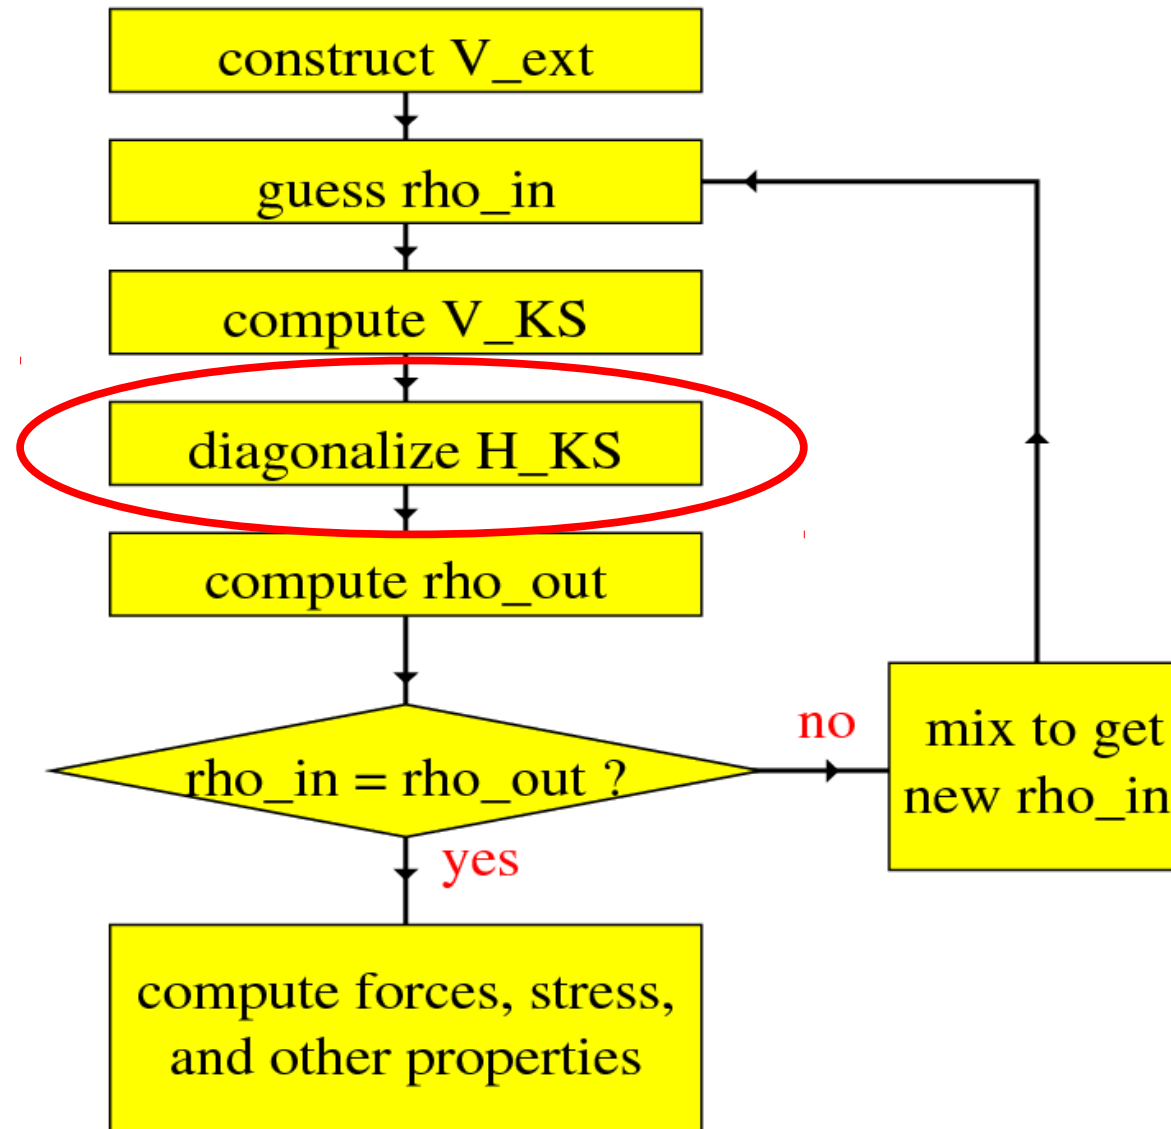 construct V_ext
guess rho_in
compute V_KS
diagonalize H_KS
compute rho_out
rho_in = rho_out ?
no
mix to get
new rho_in
yes
compute forces, stress,
and other properties